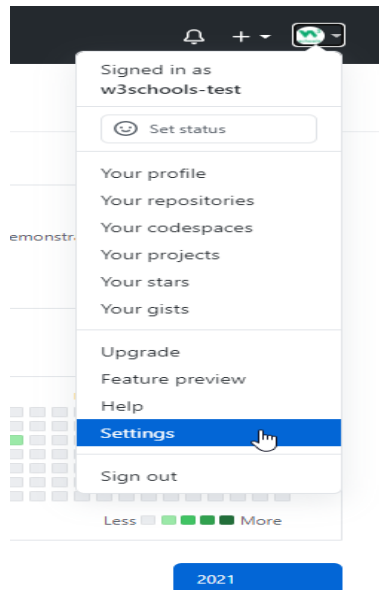 Signed in as
w3schools-test
Set status
Your profile
Your repositories
Your codespaces
emonstra
Your projects
Your stars
Your gists
Upgrade
Feature preview
Help
Settings
Sign out
Less More
2021